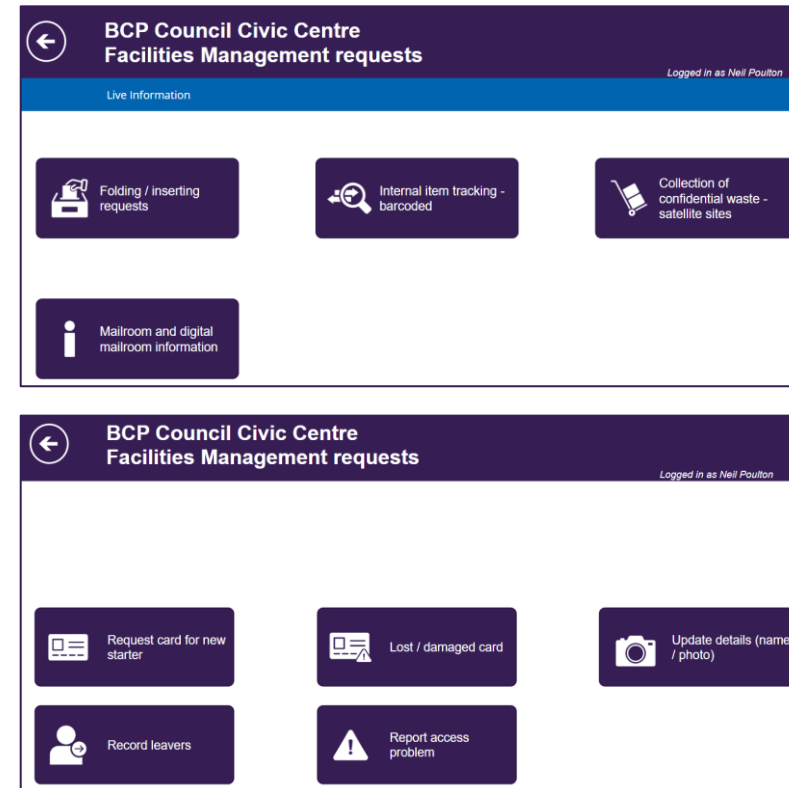 BCP Council Civic Centre
Facilities Management requests
Logged in as Neil Poulton
Live Information
Folding / inserting
requests
Internal item tracking -
barcoded
Collection of
confidential waste -
satellite sites
Mailroom and digital
mailroom information
BCP Council Civic Centre
Facilities Management requests
Logged in as Neil Poulton
Request card for new
starter
Lost / damaged card
Update details (name
/ photo)
Record leavers
Report access
problem